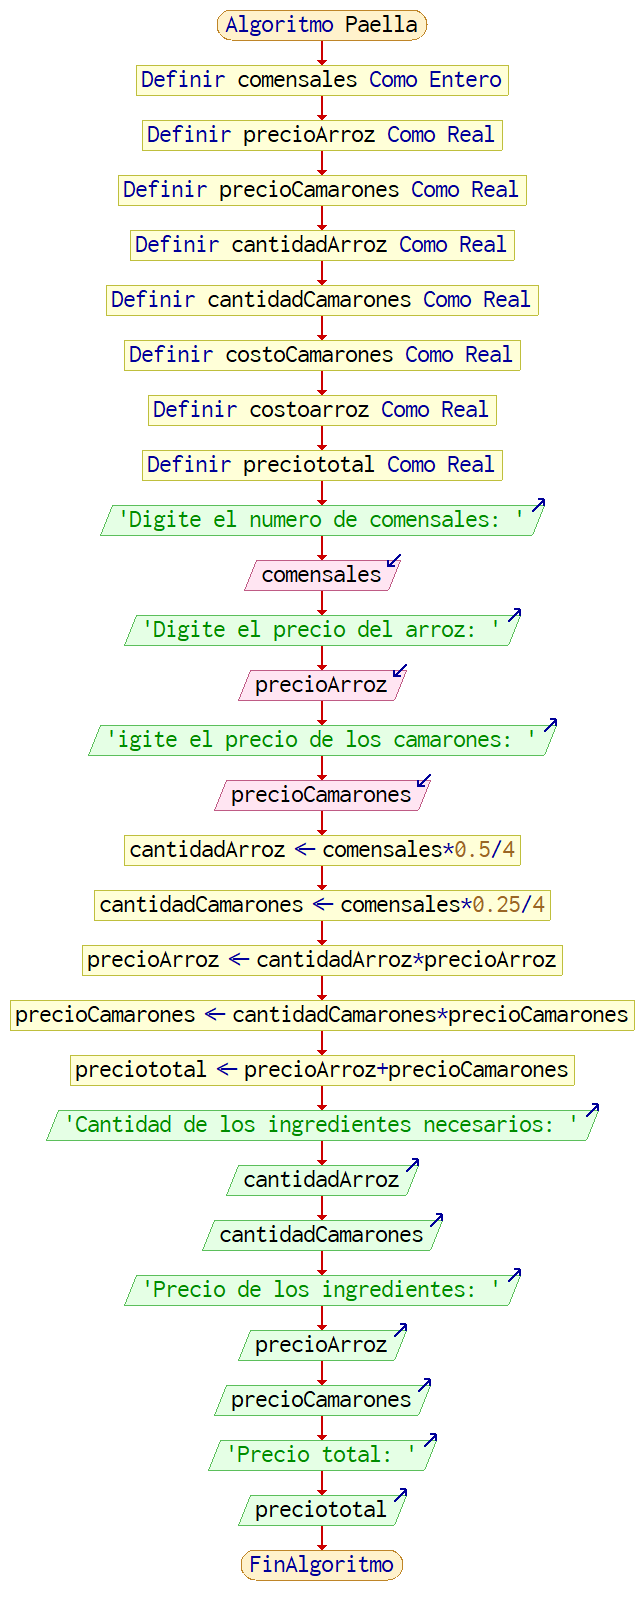 Algoritmo Paella
Definir comensales Como Entero
Definir precioArroz Como Real
Definir precioCamarones Como Real
Definir cantidadArroz Como Real
Definir cantidadCamarones Como Real
Definir costoCamarones Como Real
Definir costoarroz Como Real
Definir preciototal Como Real
'Digite el numero de comensales: '
comensales
'Digite el precio del arroz: '
precioArroz
'igite el precio de los camarones: '
precioCamarones
cantidadArroz ← comensales*0.5/4
cantidadCamarones ← comensales*0.25/4
precioArroz ← cantidadArroz*precioArroz
precioCamarones ← cantidadCamarones*precioCamarones
preciototal ← precioArroz+precioCamarones
'Cantidad de los ingredientes necesarios: '
cantidadArroz
cantidadCamarones
'Precio de los ingredientes: '
precioArroz
precioCamarones
'Precio total: '
preciototal
FinAlgoritmo